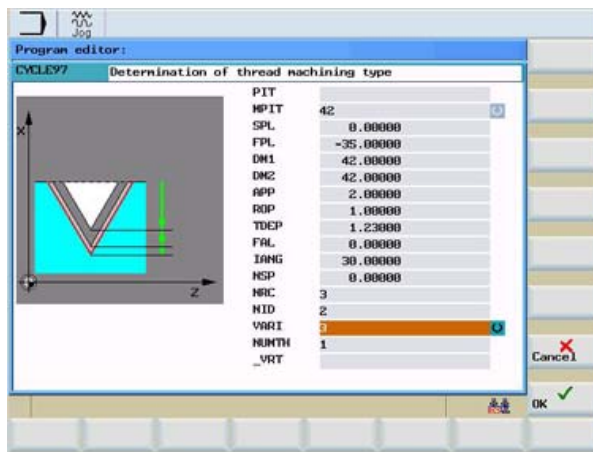 Jog
Program editor:
CYCLE97 Determination of thread machining type
PIT
MPIT 42
SPL 0.00000
FPL -35.00000
DM1 42.00000
DM2 42.00000
APP 2.00000
ROP 1.00000
TDEP 1.23000
FAL 0.00000
IANG 30.00000
NSP 0.00000
NRC 3
NID 2
VARI 3
NUMTH 1
_VRT
X
Z
Cancel
OK